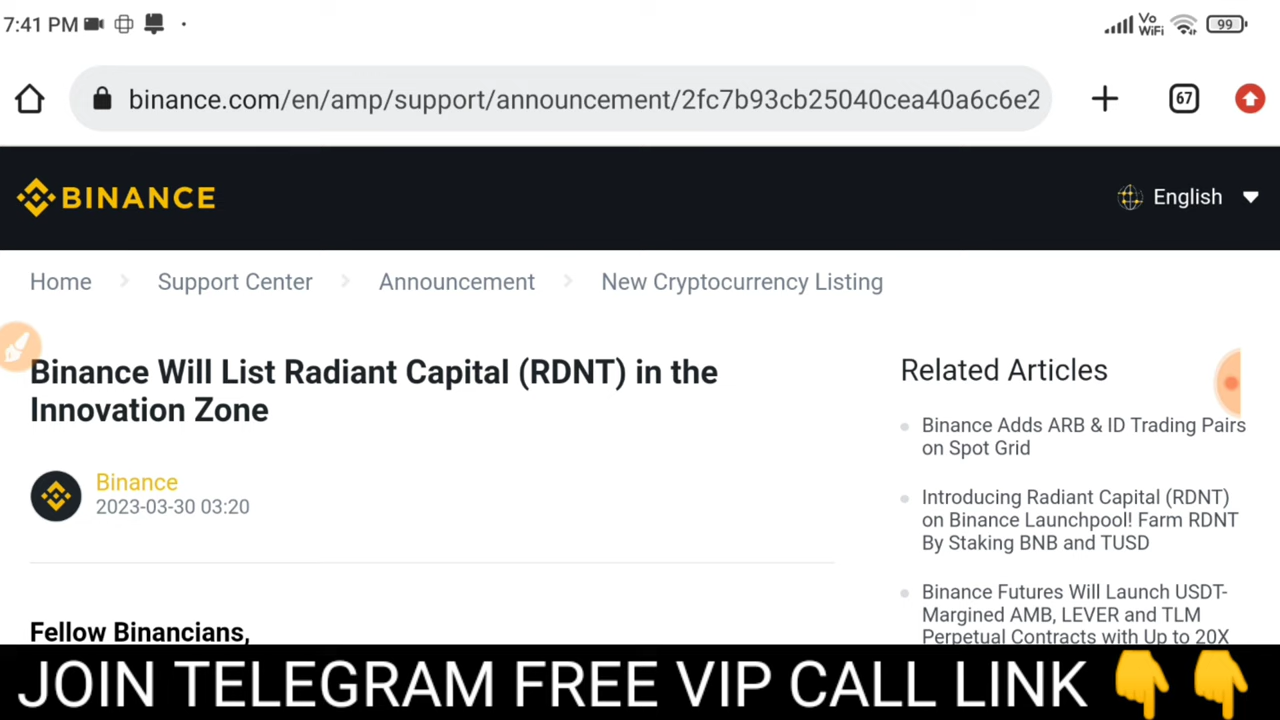 7:41 PM
Vo
WiFi
99
binance.com/en/amp/support/announcement/2fc7b93cb25040cea40a6c6e2
67
BINANCE
English
Home
Support Center
Announcement
New Cryptocurrency Listing
Binance Will List Radiant Capital (RDNT) in the
Innovation Zone
Binance
2023-03-30 03:20
Fellow Binancians,
Related Articles
Binance Adds ARB & ID Trading Pairs
on Spot Grid
Introducing Radiant Capital (RDNT)
on Binance Launchpool! Farm RDNT
By Staking BNB and TUSD
Binance Futures Will Launch USDT-
Margined AMB, LEVER and TLM
Perpetual Contracts with Up to 20X
JOIN TELEGRAM FREE VIP CALL LINK 👇👇